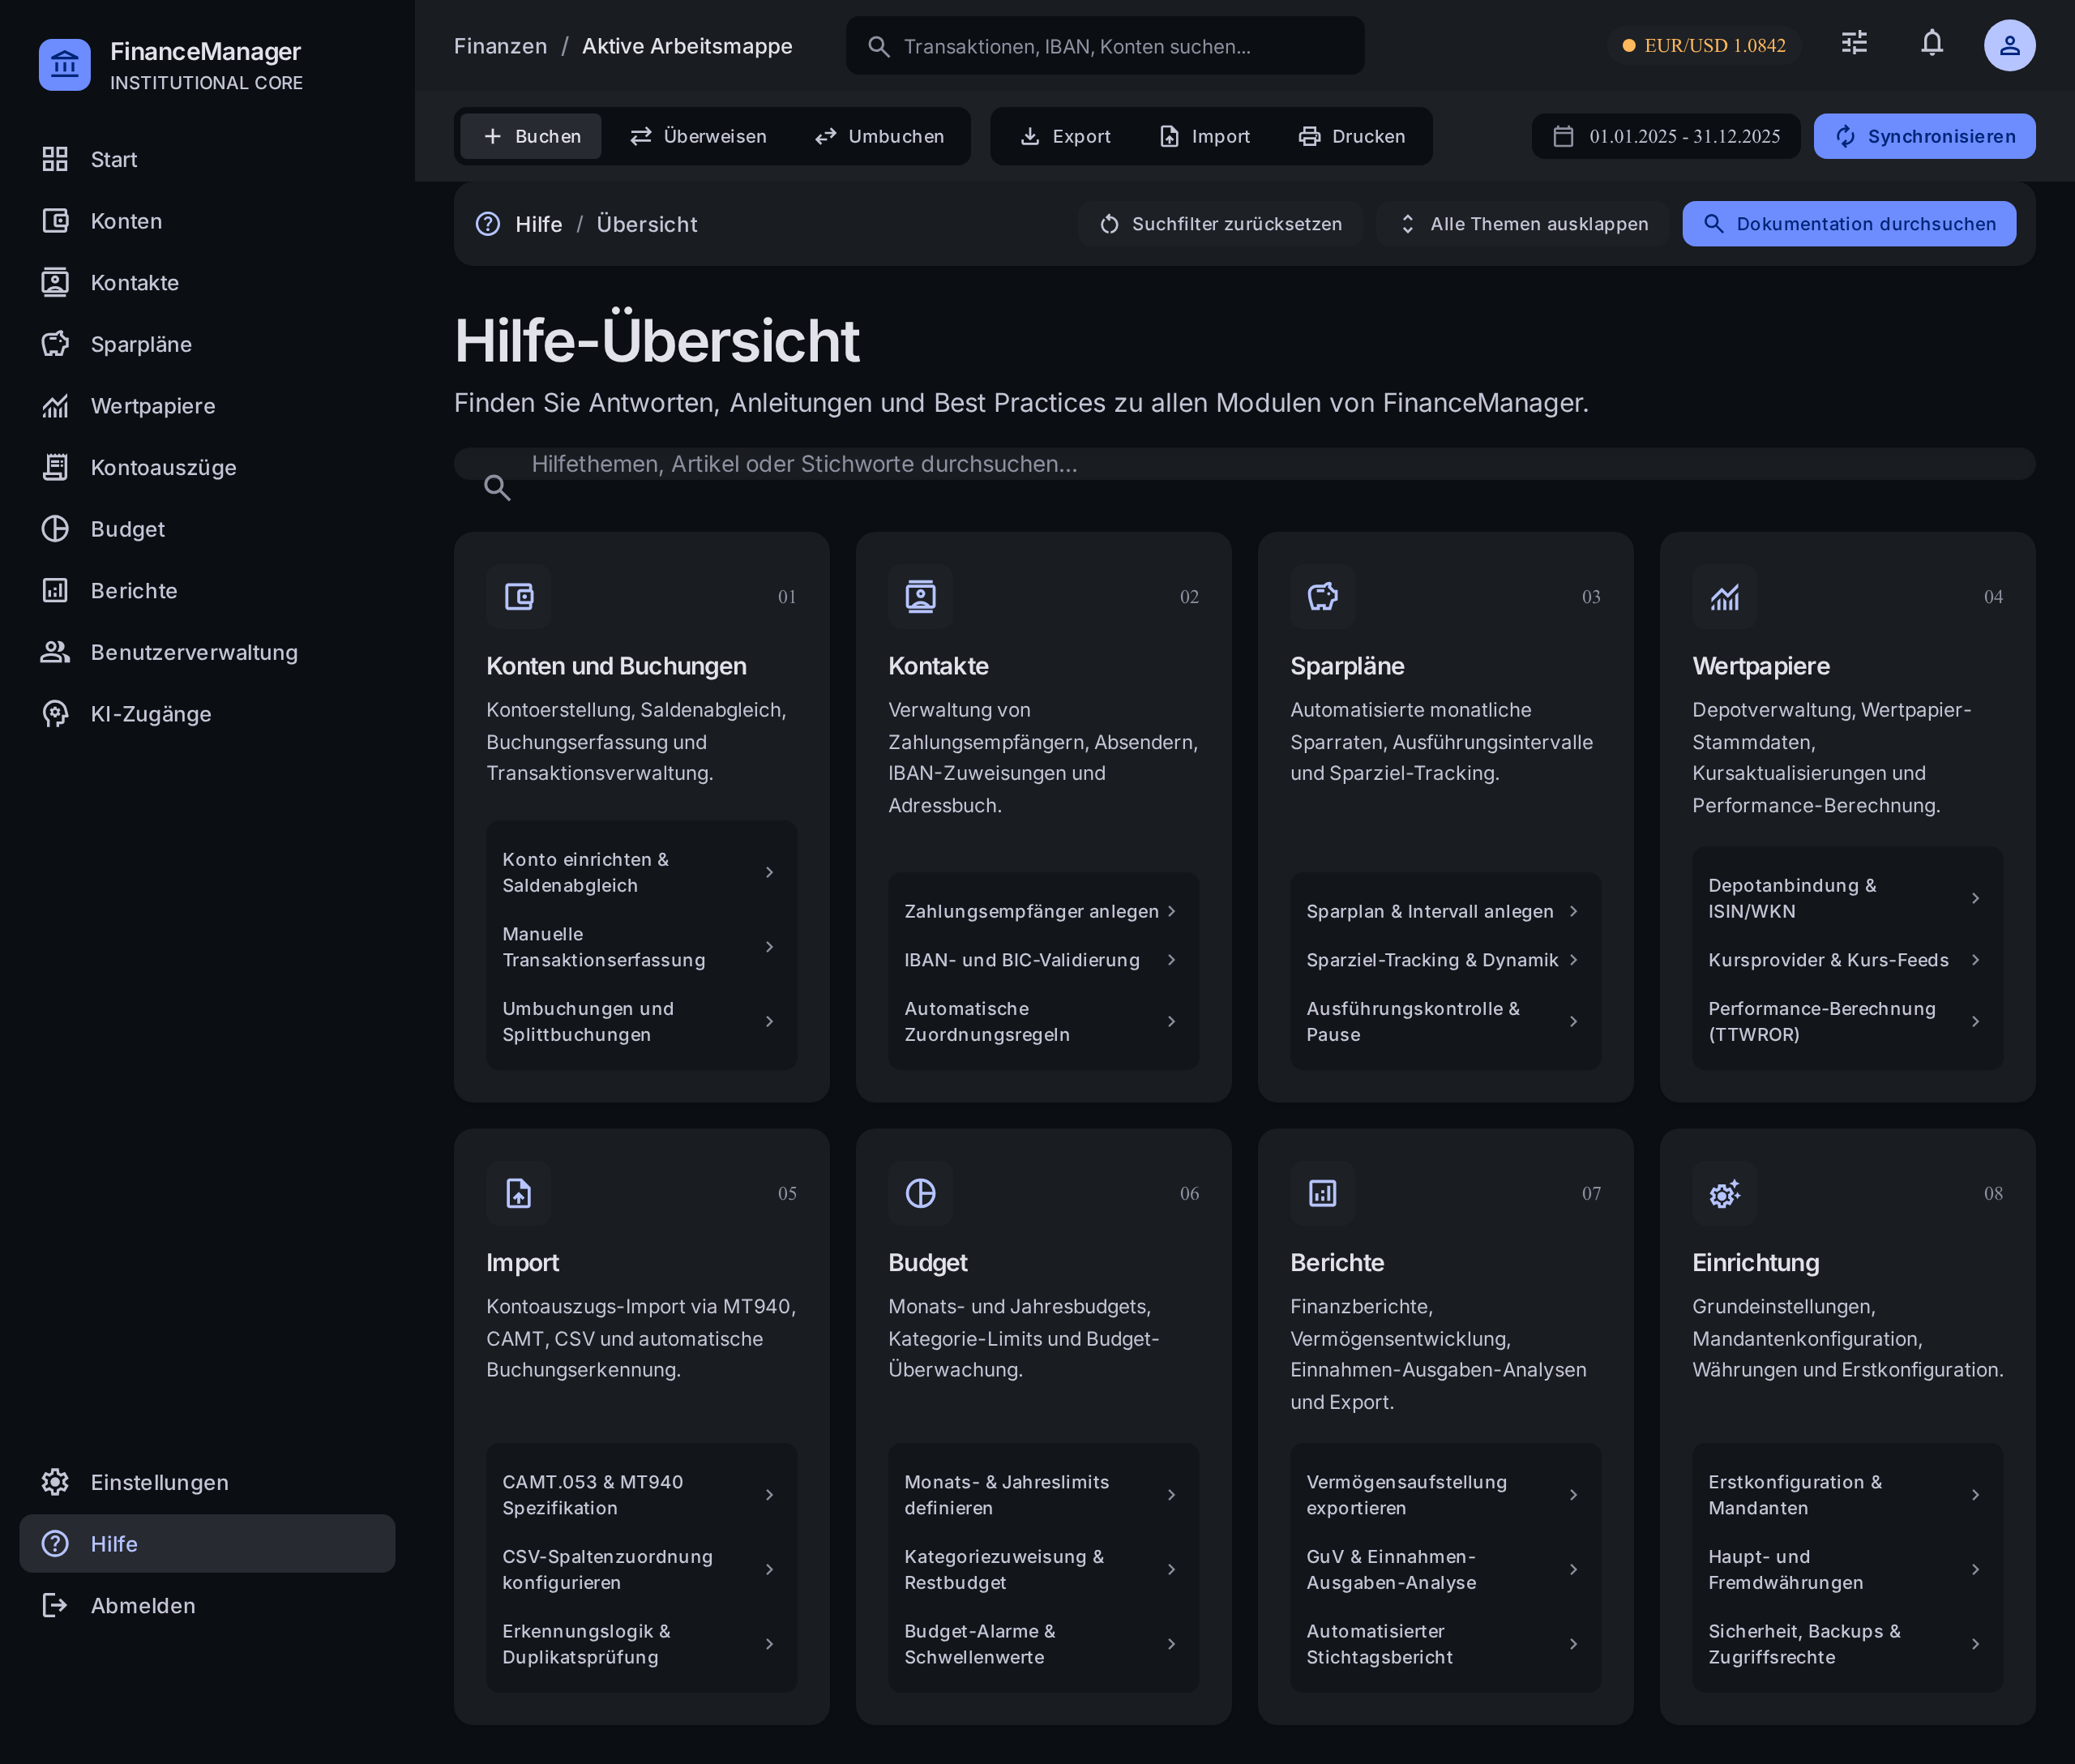 FinanceManager
INSTITUTIONAL CORE
Start
Konten
Kontakte
Sparpläne
Wertpapiere
Kontoauszüge
Budget
Berichte
Benutzerverwaltung
KI-Zugänge
Einstellungen
Hilfe
Abmelden
Finanzen / Aktive Arbeitsmappe
Transaktionen, IBAN, Konten suchen...
EUR/USD 1.0842
Buchen
Überweisen
Umbuchen
Export
Import
Drucken
01.01.2025 - 31.12.2025
Synchronisieren
Hilfe / Übersicht
Suchfilter zurücksetzen
Alle Themen ausklappen
Dokumentation durchsuchen
Hilfe-Übersicht
Finden Sie Antworten, Anleitungen und Best Practices zu allen Modulen von FinanceManager.
Hilfethemen, Artikel oder Stichworte durchsuchen...
01
Konten und Buchungen
Kontoerstellung, Saldenabgleich,
Buchungserfassung und
Transaktionsverwaltung.
Konto einrichten &
Saldenabgleich
Manuelle
Transaktionserfassung
Umbuchungen und
Splittbuchungen
02
Kontakte
Verwaltung von
Zahlungsempfängern, Absendern,
IBAN-Zuweisungen und
Adressbuch.
Zahlungsempfänger anlegen
IBAN- und BIC-Validierung
Automatische
Zuordnungsregeln
03
Sparpläne
Automatisierte monatliche
Sparraten, Ausführungsintervalle
und Sparziel-Tracking.
Sparplan & Intervall anlegen
Sparziel-Tracking & Dynamik
Ausführungskontrolle &
Pause
04
Wertpapiere
Depotverwaltung, Wertpapier-
Stammdaten,
Kursaktualisierungen und
Performance-Berechnung.
Depotanbindung &
ISIN/WKN
Kursprovider & Kurs-Feeds
Performance-Berechnung
(TTWROR)
05
Import
Kontoauszugs-Import via MT940,
CAMT, CSV und automatische
Buchungserkennung.
CAMT.053 & MT940
Spezifikation
CSV-Spaltenzuordnung
konfigurieren
Erkennungslogik &
Duplikatsprüfung
06
Budget
Monats- und Jahresbudgets,
Kategorie-Limits und Budget-
Überwachung.
Monats- & Jahreslimits
definieren
Kategoriezuweisung &
Restbudget
Budget-Alarme &
Schwellenwerte
07
Berichte
Finanzberichte,
Vermögensentwicklung,
Einnahmen-Ausgaben-Analysen
und Export.
Vermögensaufstellung
exportieren
GuV & Einnahmen-
Ausgaben-Analyse
Automatisierter
Stichtagsbericht
08
Einrichtung
Grundeinstellungen,
Mandantenkonfiguration,
Währungen und Erstkonfiguration.
Erstkonfiguration &
Mandanten
Haupt- und
Fremdwährungen
Sicherheit, Backups &
Zugriffsrechte